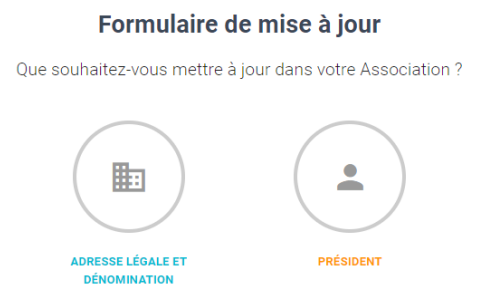 Formulaire de mise à jour
Que souhaitez-vous mettre à jour dans votre Association ?
ADRESSE LÉGALE ET
DÉNOMINATION
PRÉSIDENT